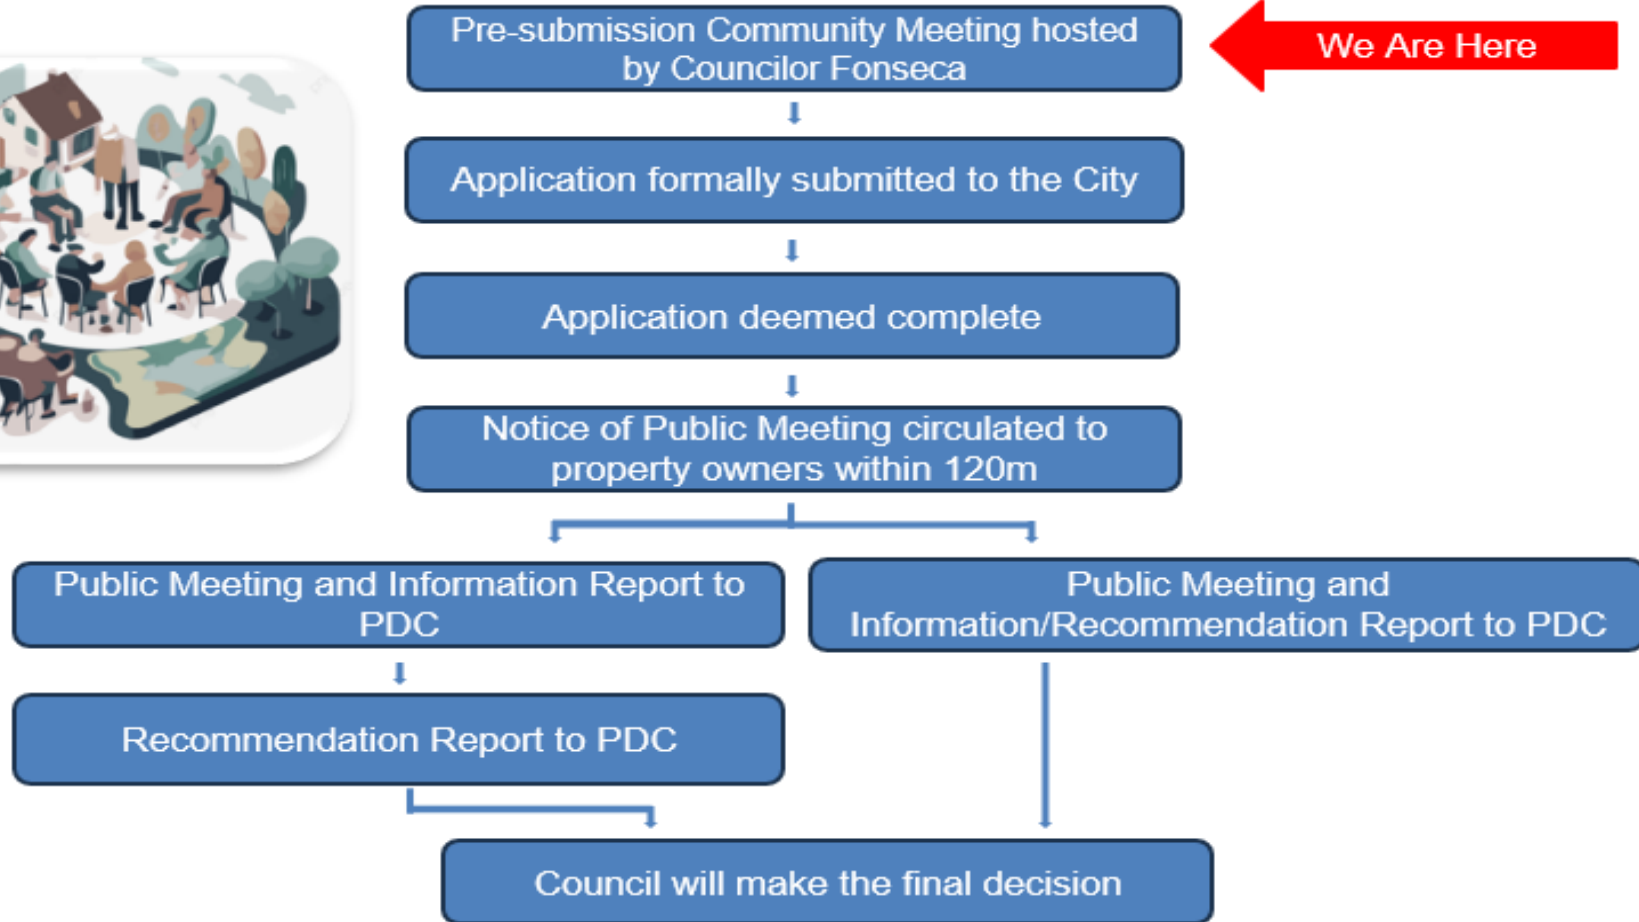 Pre-submission Community Meeting hosted
by Councilor Fonseca
We Are Here
Application formally submitted to the City
Application deemed complete
Notice of Public Meeting circulated to
property owners within 120m
Public Meeting and Information Report to
PDC
Public Meeting and
Information/Recommendation Report to PDC
Recommendation Report to PDC
Council will make the final decision